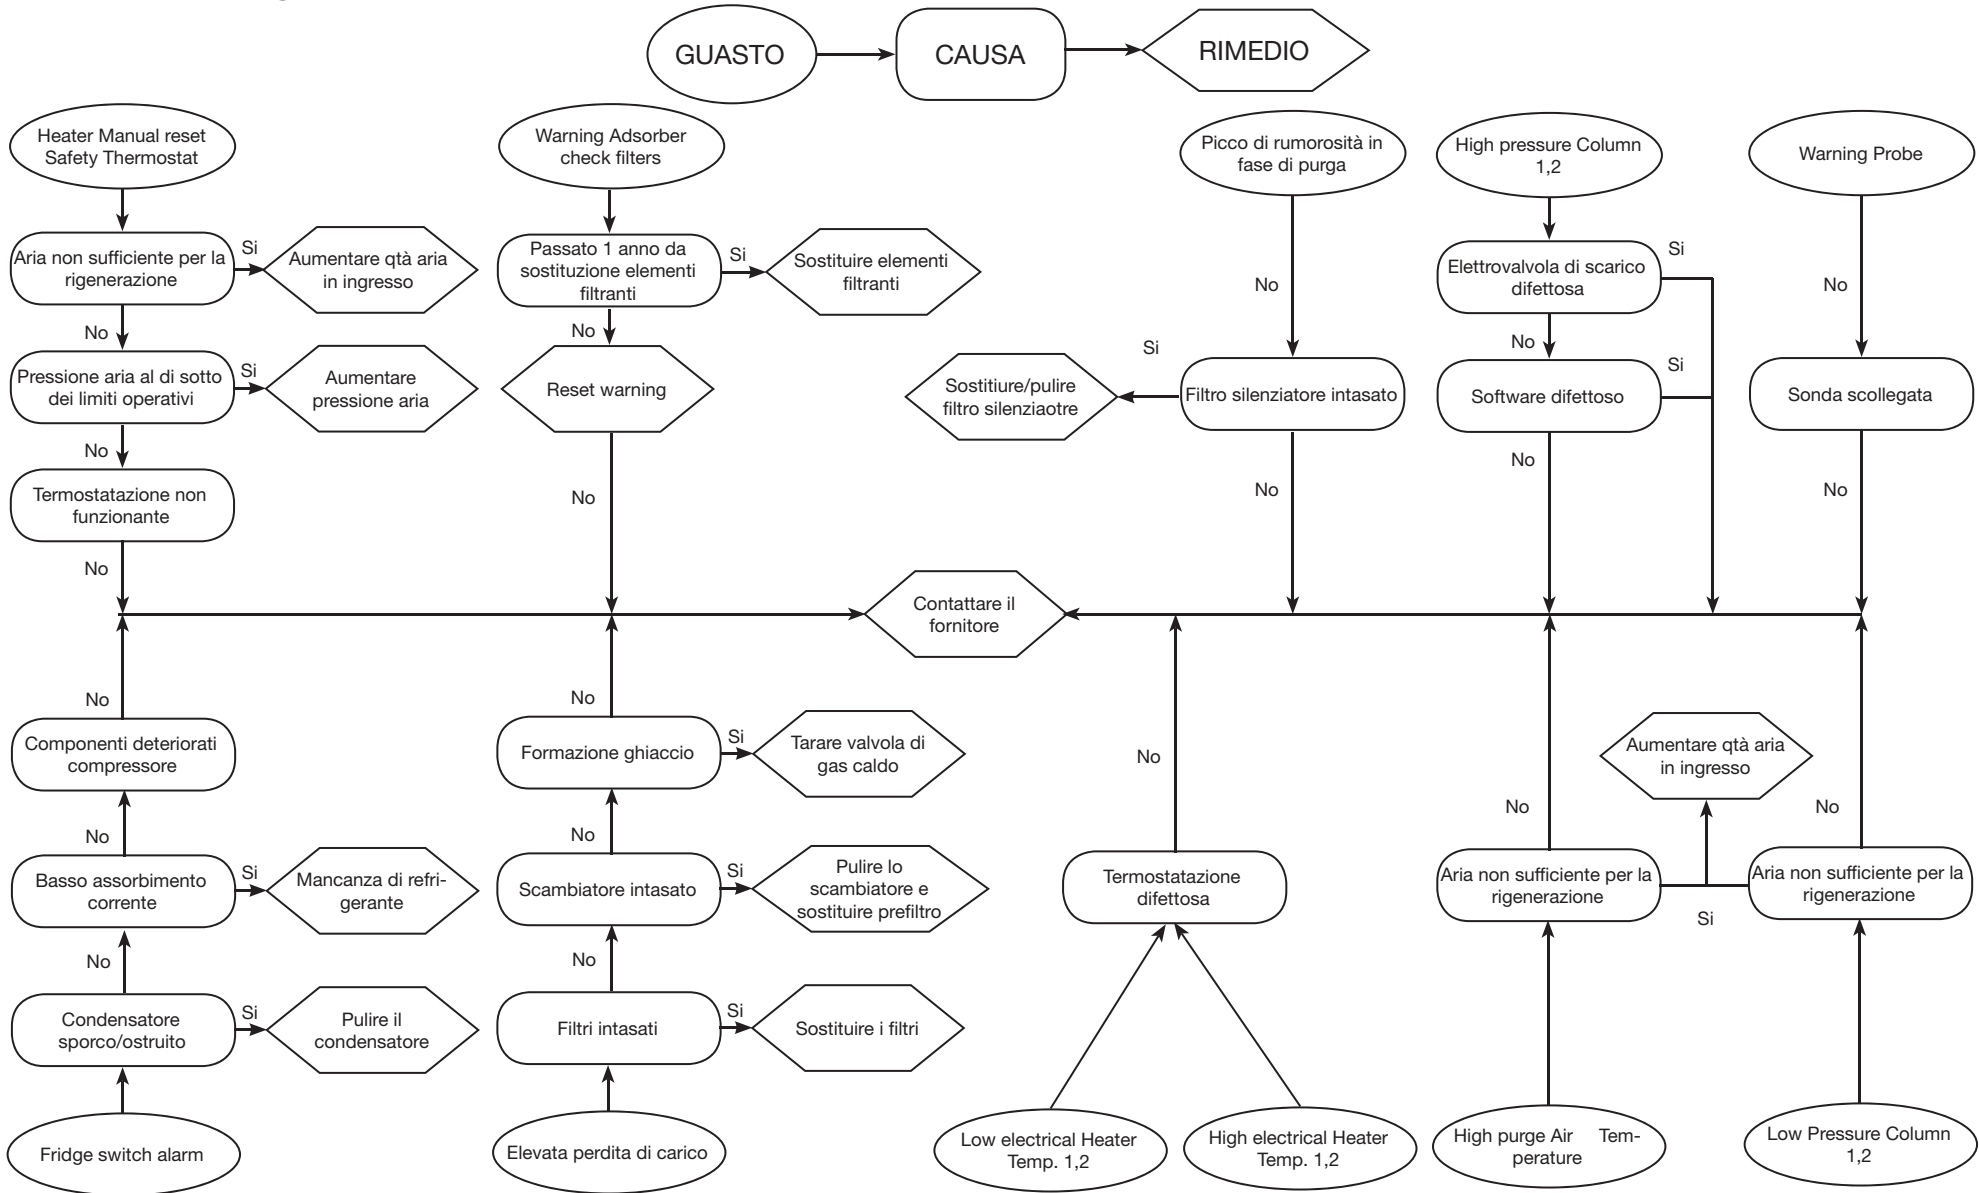 GUASTO
CAUSA
RIMEDIO
Heater Manual reset
Safety Thermostat
Warning Adsorber
check filters
Picco di rumorosità in
fase di purga
High pressure Column
1,2
Warning Probe
Aria non sufficiente per la
rigenerazione
Si
Aumentare qtà aria
in ingresso
Passato 1 anno da
sostituzione elementi
filtranti
Si
Sostituire elementi
filtranti
No
Elettrovalvola di scarico
difettosa
Si
No
No
Pressione aria al di sotto
dei limiti operativi
Si
Aumentare
pressione aria
No
Reset warning
Si
Sostitiure/pulire
filtro silenziaotre
Filtro silenziatore intasato
No
Software difettoso
Si
Sonda scollegata
No
Termostatazione non
funzionante
No
No
No
No
No
No
Contattare il
fornitore
No
Componenti deteriorati
compressore
No
Formazione ghiaccio
Si
Tarare valvola di
gas caldo
No
Aumentare qtà aria
in ingresso
No
No
No
Basso assorbimento
corrente
Si
Mancanza di refri-
gerante
No
Scambiatore intasato
Si
Pulire lo
scambiatore e
sostituire prefiltro
Termostatazione
difettosa
Aria non sufficiente per la
rigenerazione
Si
Aria non sufficiente per la
rigenerazione
No
Condensatore
sporco/ostruito
Si
Pulire il
condensatore
No
Filtri intasati
Si
Sostituire i filtri
Fridge switch alarm
Elevata perdita di carico
Low electrical Heater
Temp. 1,2
High electrical Heater
Temp. 1,2
High purge Air Tem-
perature
Low Pressure Column
1,2